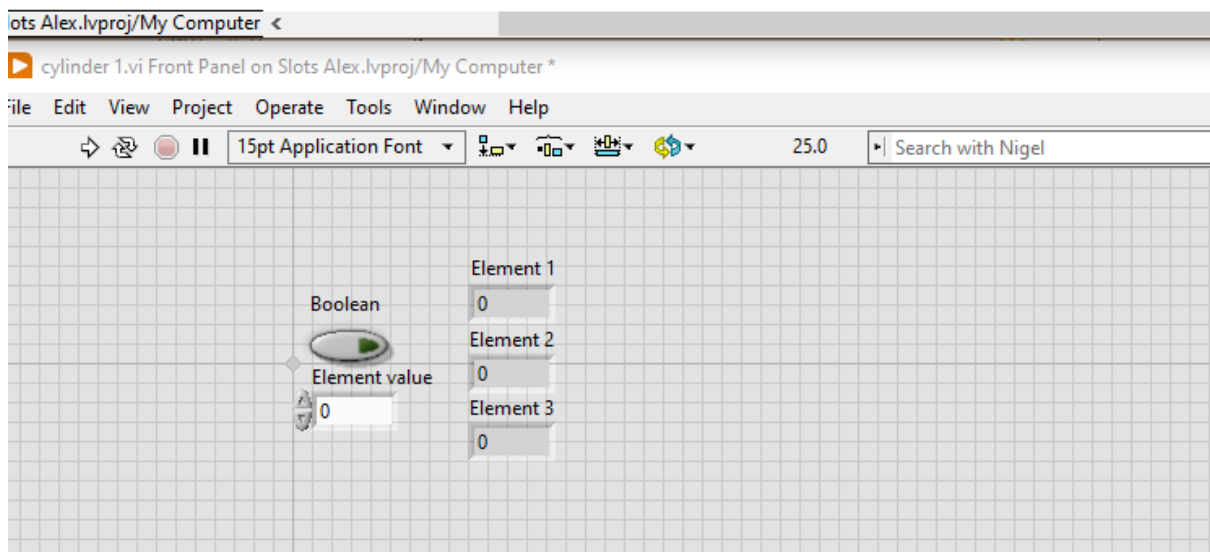 lots Alex.lvproj/My Computer <
cylinder 1.vi Front Panel on Slots Alex.lvproj/My Computer *
File Edit View Project Operate Tools Window Help
15pt Application Font 25.0 Search with Nigel
Element 1
Boolean 0
Element 2
Element value 0
0 Element 3
0